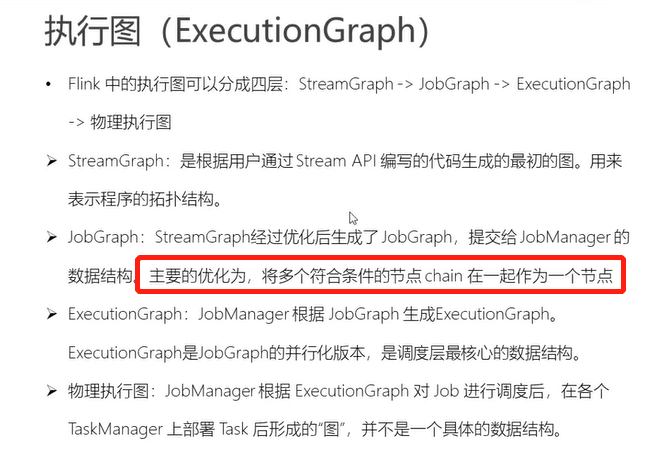 执行图（ExecutionGraph）
• Flink 中的执行图可以分成四层：StreamGraph -> JobGraph -> ExecutionGraph
-> 物理执行图
➢ StreamGraph：是根据用户通过 Stream API 编写的代码生成的最初的图。用来
表示程序的拓扑结构。
➢ JobGraph：StreamGraph经过优化后生成了 JobGraph，提交给 JobManager 的
数据结构。主要的优化为，将多个符合条件的节点 chain 在一起作为一个节点
➢ ExecutionGraph：JobManager 根据 JobGraph 生成ExecutionGraph。
ExecutionGraph是JobGraph的并行化版本，是调度层最核心的数据结构。
➢ 物理执行图：JobManager 根据 ExecutionGraph 对 Job 进行调度后，在各个
TaskManager 上部署 Task 后形成的“图”，并不是一个具体的数据结构。